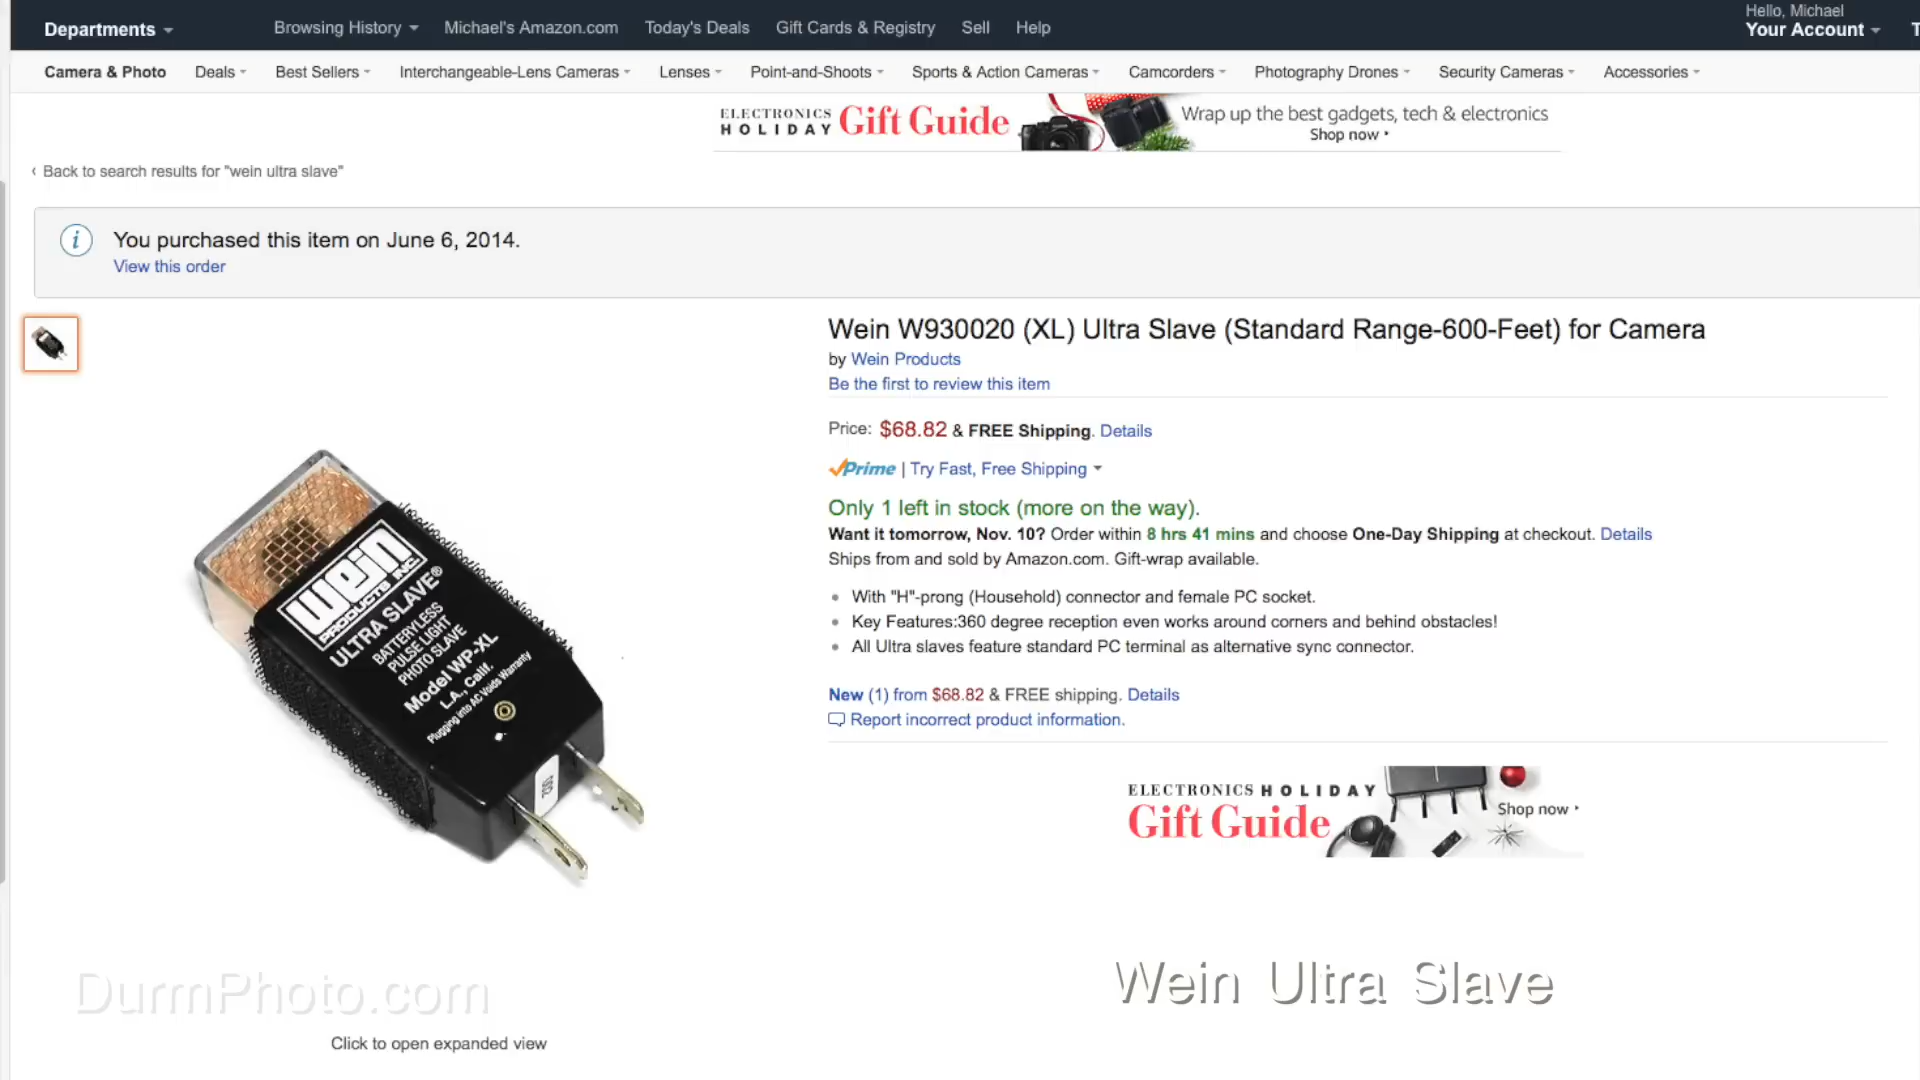 Departments
Browsing History
Michael's Amazon.com
Today's Deals
Gift Cards & Registry
Sell
Help
Hello, Michael
Your Account
Camera & Photo
Deals
Best Sellers
Interchangeable-Lens Cameras
Lenses
Point-and-Shoots
Sports & Action Cameras
Camcorders
Photography Drones
Security Cameras
Accessories
ELECTRONICS
HOLIDAY
Gift Guide
Wrap up the best gadgets, tech & electronics
Shop now
‹ Back to search results for "wein ultra slave"
i
You purchased this item on June 6, 2014.
View this order
Wein W930020 (XL) Ultra Slave (Standard Range-600-Feet) for Camera
by Wein Products
Be the first to review this item
Price: $68.82 & FREE Shipping. Details
Prime | Try Fast, Free Shipping
Only 1 left in stock (more on the way).
Want it tomorrow, Nov. 10? Order within 8 hrs 41 mins and choose One-Day Shipping at checkout. Details
Ships from and sold by Amazon.com. Gift-wrap available.
With "H"-prong (Household) connector and female PC socket.
Key Features:360 degree reception even works around corners and behind obstacles!
All Ultra slaves feature standard PC terminal as alternative sync connector.
New (1) from $68.82 & FREE shipping. Details
Report incorrect product information.
wein
PRODUCTS INC.
ULTRA SLAVE®
BATTERYLESS
PULSE LIGHT
PHOTO SLAVE
Model WP-XL
L.A., Calif.
Plugging into AC Voids Warranty
ELECTRONICS HOLIDAY
Gift Guide
Shop now
DurmPhoto.com
Wein Ultra Slave
Click to open expanded view